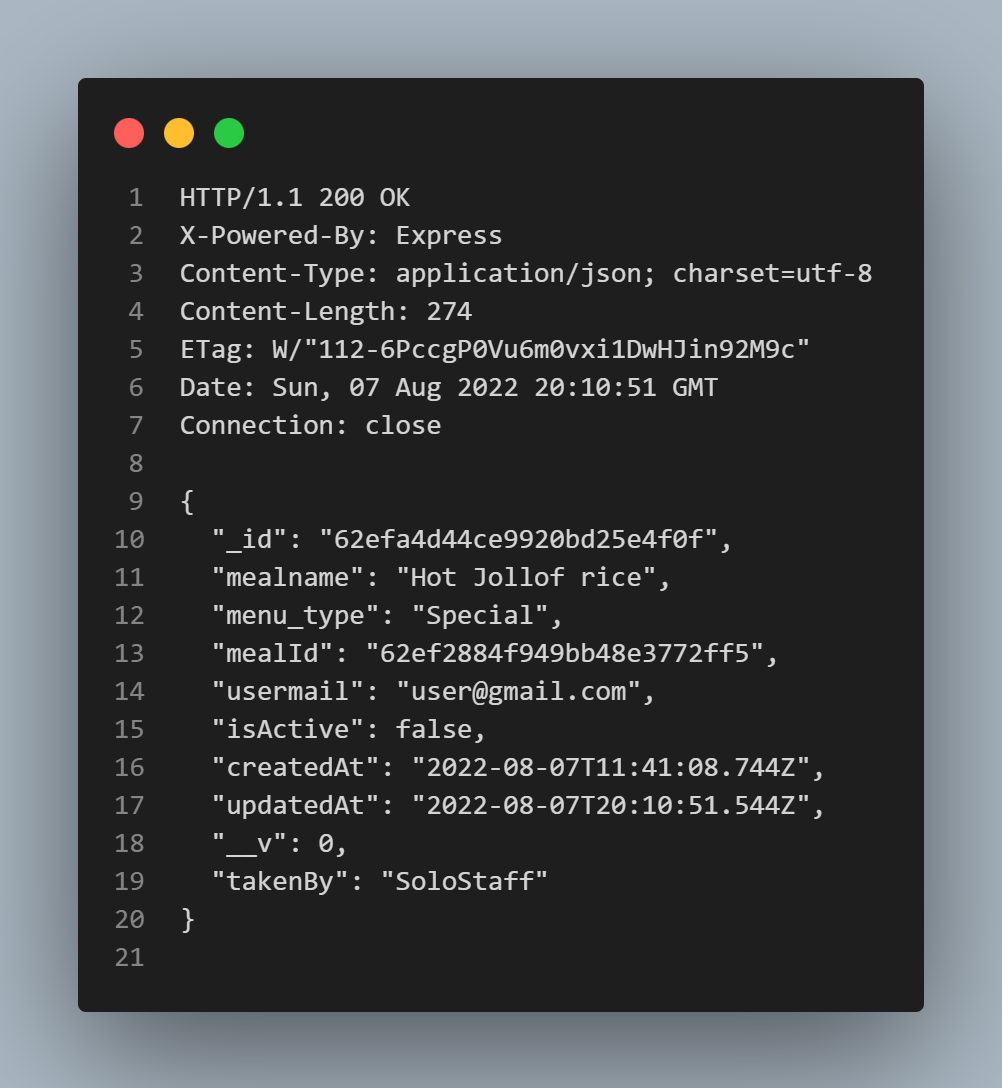 1 HTTP/1.1 200 OK
2 X-Powered-By: Express
3 Content-Type: application/json; charset=utf-8
4 Content-Length: 274
5 ETag: W/"112-6PccgP0Vu6m0vxi1DwHJin92M9c"
6 Date: Sun, 07 Aug 2022 20:10:51 GMT
7 Connection: close
8
9 {
10   "_id": "62efa4d44ce9920bd25e4f0f",
11   "mealname": "Hot Jollof rice",
12   "menu_type": "Special",
13   "mealId": "62ef2884f949bb48e3772ff5",
14   "usermail": "user@gmail.com",
15   "isActive": false,
16   "createdAt": "2022-08-07T11:41:08.744Z",
17   "updatedAt": "2022-08-07T20:10:51.544Z",
18   "__v": 0,
19   "takenBy": "SoloStaff"
20 }
21